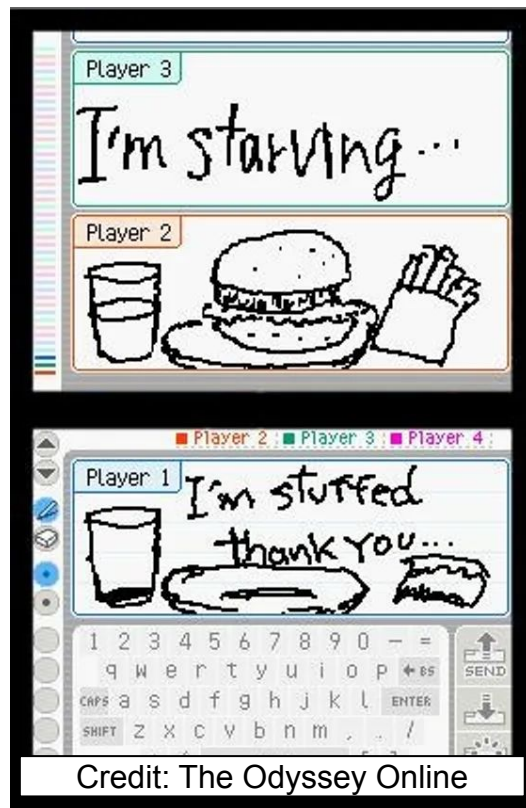 Player 3
I'm starving...
Player 2
Player 2 Player 3 Player 4
Player 1
I'm stuffed
thank you...
1 2 3 4 5 6 7 8 9 0 - =
q w e r t y u i o p ← BS
CAPS a s d f g h j k l ENTER
SHIFT z x c v b n m , . /
SEND
Credit: The Odyssey Online